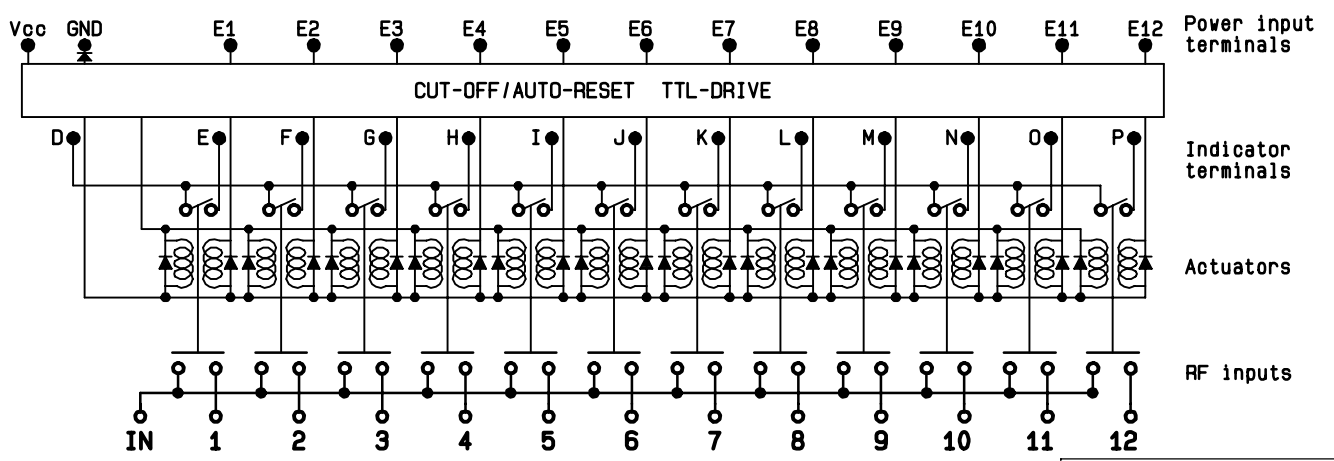 Vcc GND E1 E2 E3 E4 E5 E6 E7 E8 E9 E10 E11 E12 Power input
terminals
CUT-OFF/AUTO-RESET TTL-DRIVE
D E F G H I J K L M N O P Indicator
terminals
Actuators
RF inputs
IN 1 2 3 4 5 6 7 8 9 10 11 12